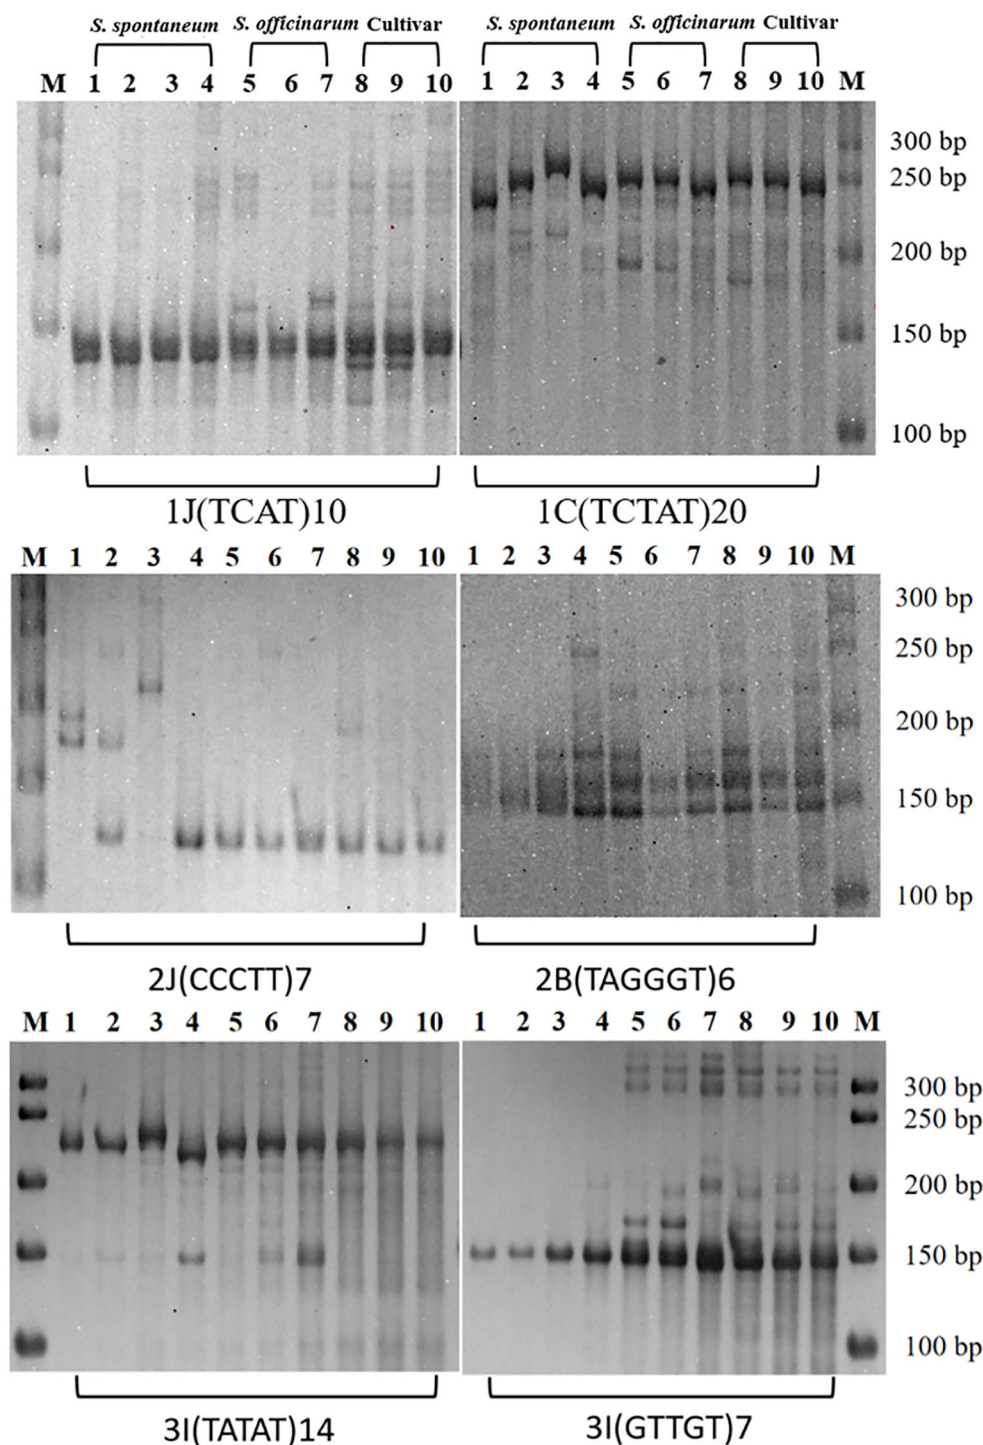 S. spontaneum S. officinarum Cultivar S. spontaneum S. officinarum Cultivar
M 1 2 3 4 5 6 7 8 9 10 1 2 3 4 5 6 7 8 9 10 M
300 bp
250 bp
200 bp
150 bp
100 bp
1J(TCAT)10 1C(TCTAT)20
M 1 2 3 4 5 6 7 8 9 10 1 2 3 4 5 6 7 8 9 10 M
300 bp
250 bp
200 bp
150 bp
100 bp
2J(CCCTT)7 2B(TAGGGT)6
M 1 2 3 4 5 6 7 8 9 10 1 2 3 4 5 6 7 8 9 10 M
300 bp
250 bp
200 bp
150 bp
100 bp
3I(TATAT)14 3I(GTTGT)7